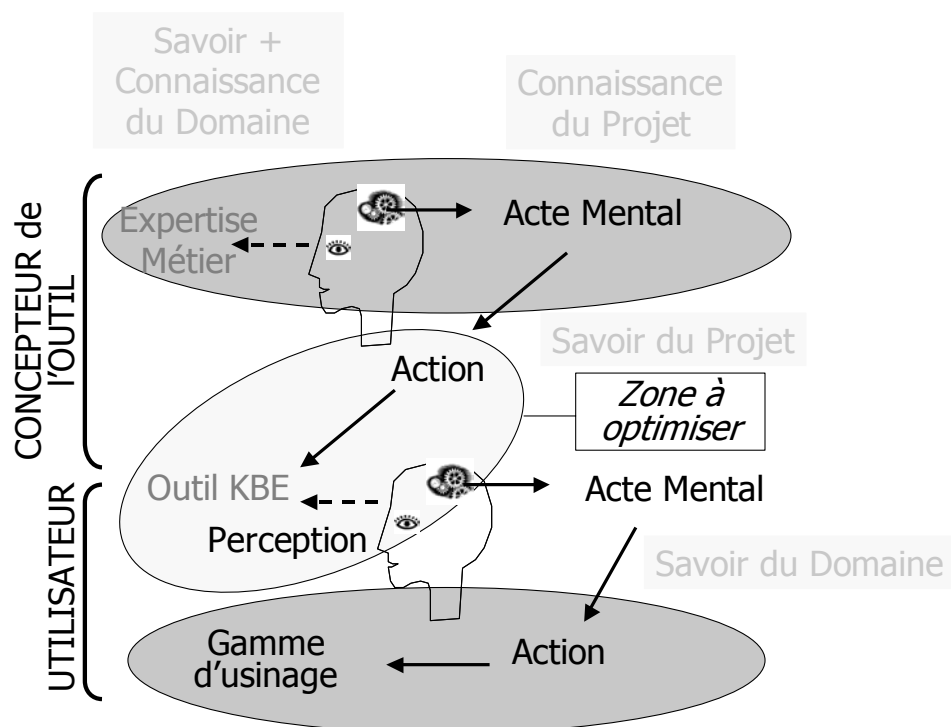 Savoir +
Connaissance
du Domaine
Connaissance
du Projet
CONCEPTEUR de
l'OUTIL
Expertise
Métier
Acte Mental
Action
Savoir du Projet
Zone à
optimiser
UTILISATEUR
Outil KBE
Perception
Acte Mental
Savoir du Domaine
Gamme
d'usinage
Action